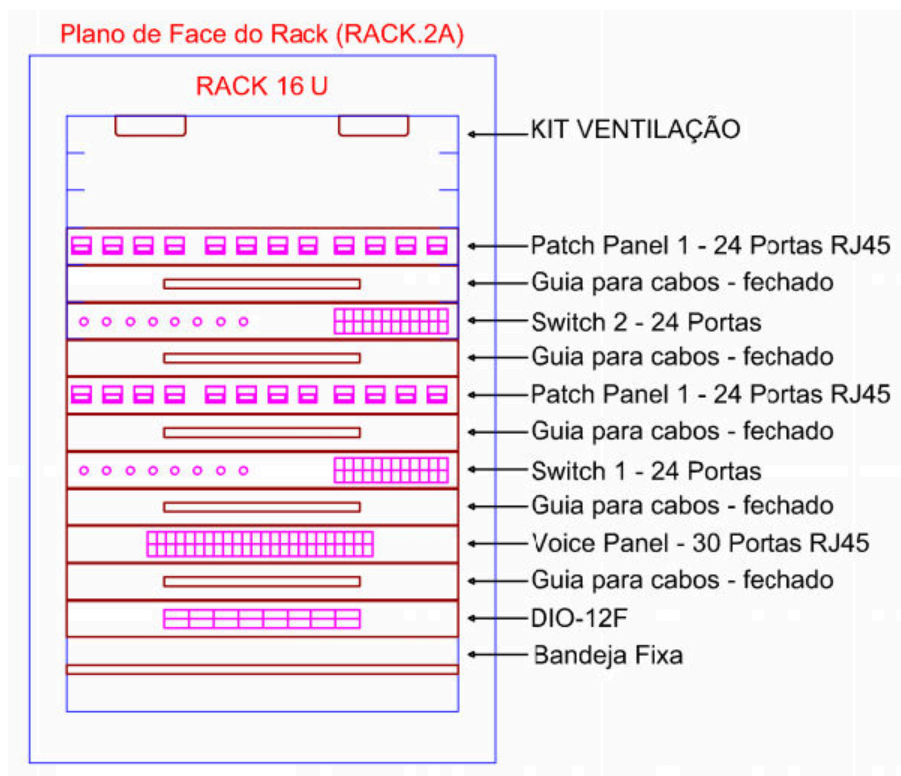 Plano de Face do Rack (RACK.2A)
RACK 16 U
KIT VENTILAÇÃO
Patch Panel 1 - 24 Portas RJ45
Guia para cabos - fechado
Switch 2 - 24 Portas
Guia para cabos - fechado
Patch Panel 1 - 24 Portas RJ45
Guia para cabos - fechado
Switch 1 - 24 Portas
Guia para cabos - fechado
Voice Panel - 30 Portas RJ45
Guia para cabos - fechado
DIO-12F
Bandeja Fixa